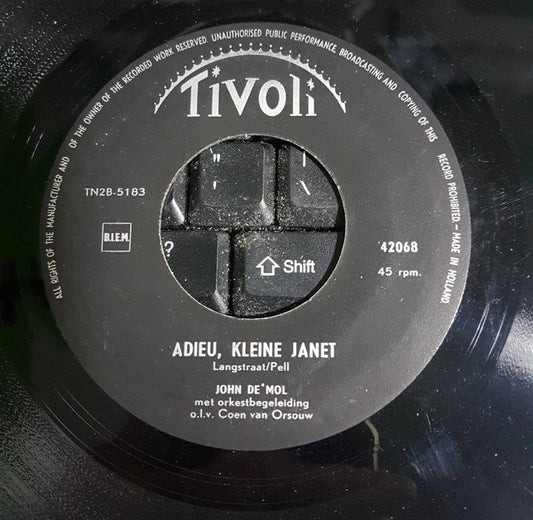 ALL RIGHTS OF THE MANUFACTURER AND OF THE OWNER OF THE RECORDED WORK RESERVED. UNAUTHORISED PUBLIC PERFORMANCE, BROADCASTING AND COPYING OF THIS RECORD PROHIBITED. – MADE IN HOLLAND
Tivoli
TN2B-5183
B.I.E.M.
42068
45 rpm.
" \
' \
?
Shift
ADIEU, KLEINE JANET
Langstraat/Pell
JOHN DE MOL
met orkestbegeleiding
o.l.v. Coen van Orsouw